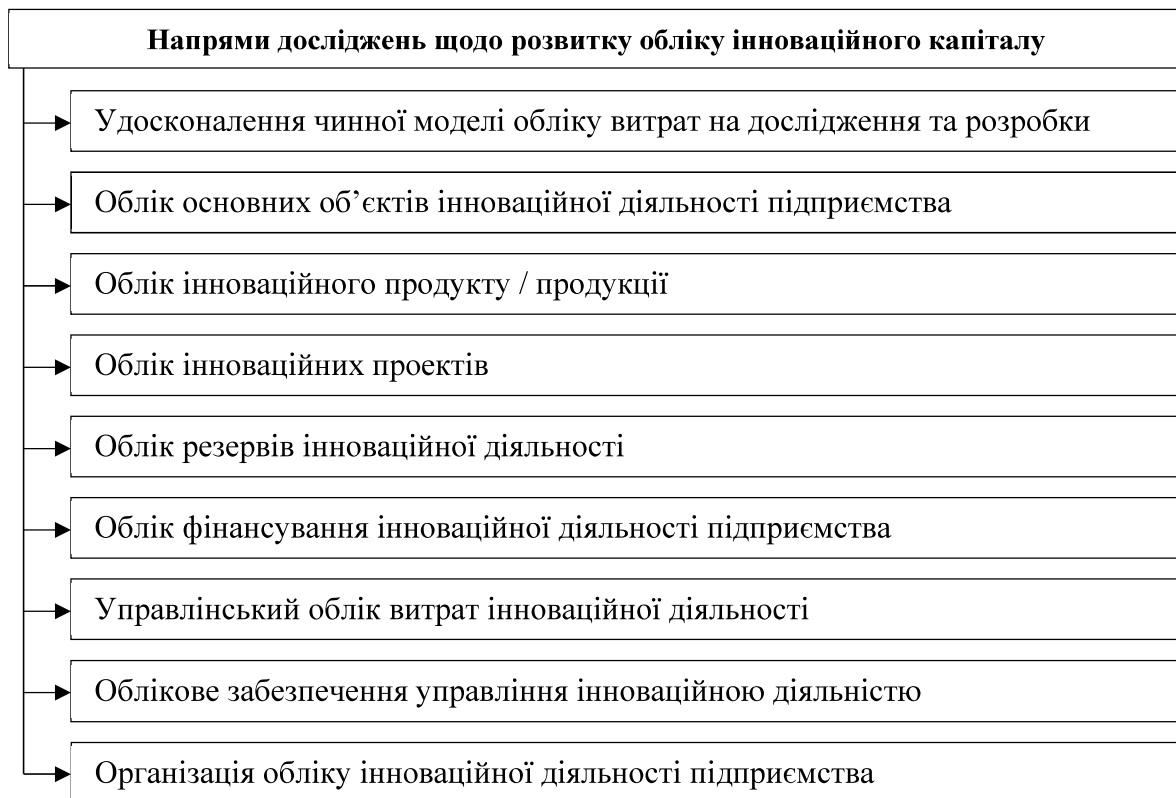 Напрями досліджень щодо розвитку обліку інноваційного капіталу
Удосконалення чинної моделі обліку витрат на дослідження та розробки
Облік основних об’єктів інноваційної діяльності підприємства
Облік інноваційного продукту / продукції
Облік інноваційних проектів
Облік резервів інноваційної діяльності
Облік фінансування інноваційної діяльності підприємства
Управлінський облік витрат інноваційної діяльності
Облікове забезпечення управління інноваційною діяльністю
Організація обліку інноваційної діяльності підприємства